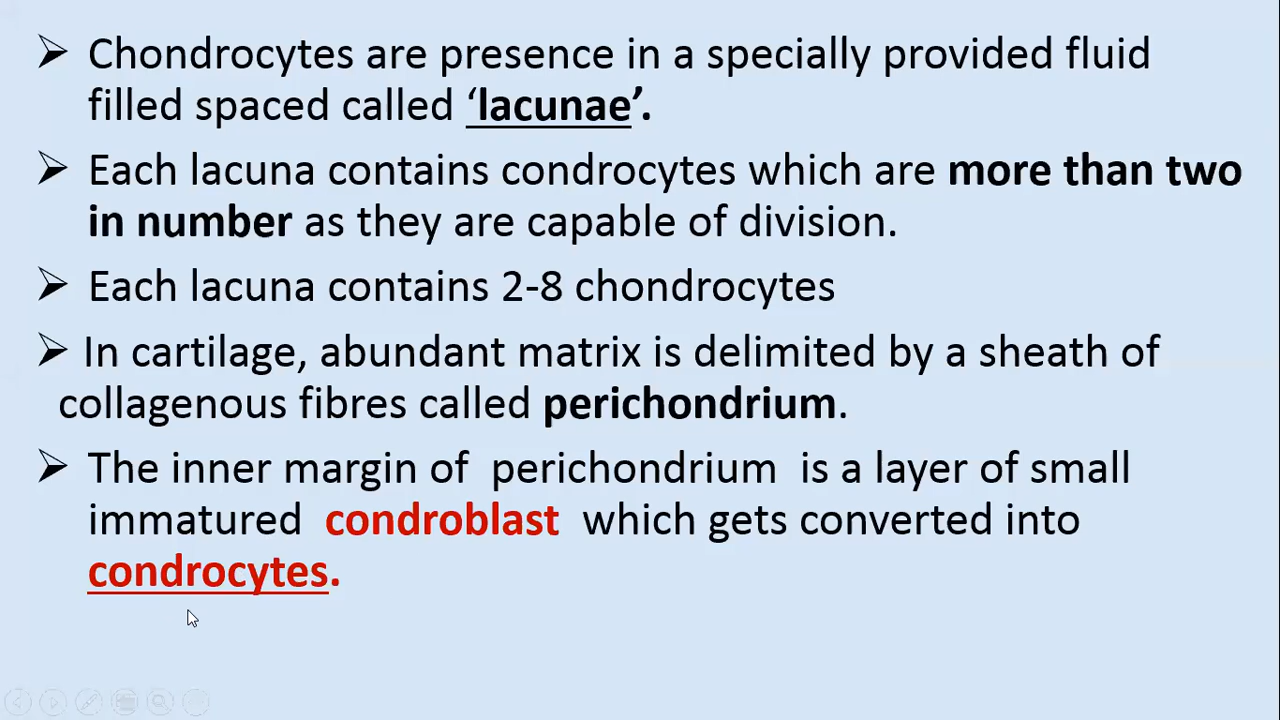 ➢ Chondrocytes are presence in a specially provided fluid
filled spaced called ‘lacunae’.
➢ Each lacuna contains condrocytes which are more than two
in number as they are capable of division.
➢ Each lacuna contains 2-8 chondrocytes
➢ In cartilage, abundant matrix is delimited by a sheath of
collagenous fibres called perichondrium.
➢ The inner margin of perichondrium is a layer of small
immatured condroblast which gets converted into
condrocytes.